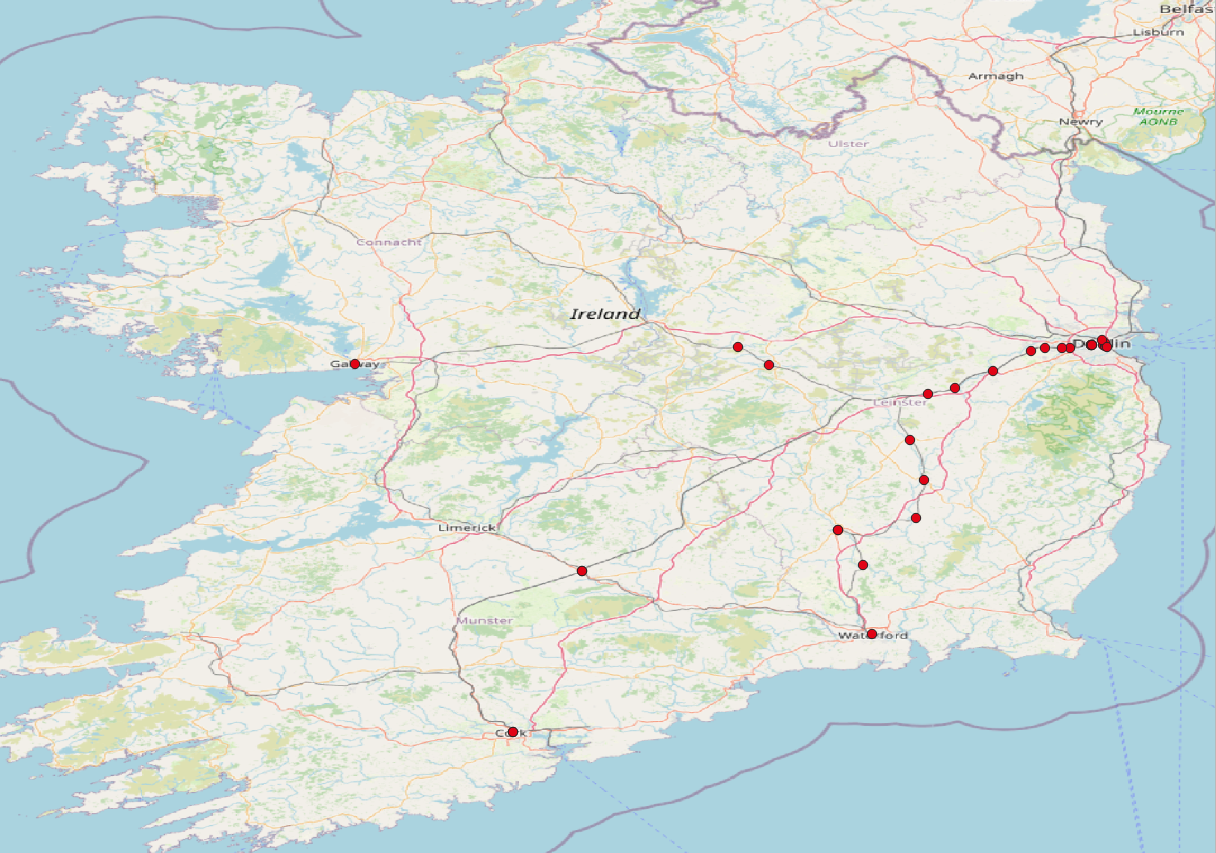 Belfas
Lisburn
Armagh
Mourne
AONB
Newry
Ulster
Connacht
Ireland
Dublin
Galway
Leinster
Limerick
Munster
Waterford
Cork